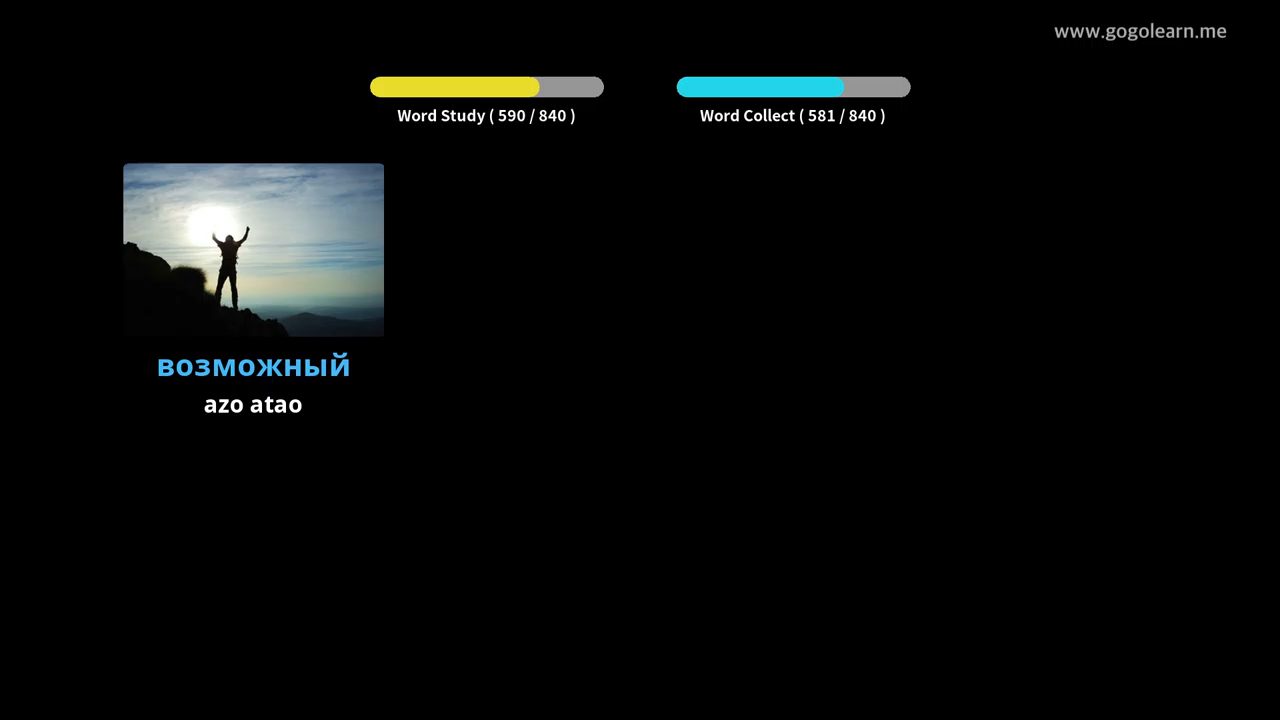 www.gogolearn.me
Word Study ( 590 / 840 )
Word Collect ( 581 / 840 )
возможный
azo atao